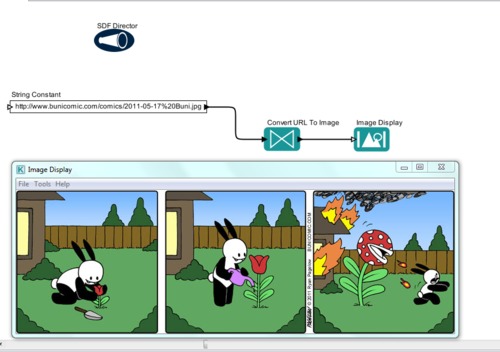 SDF Director
String Constant
http://www.bunicomic.com/comics/2011-05-17%20Buni.jpg
Convert URL To Image
Image Display
Image Display
File Tools Help
© 2011 Ryan Pagelow BUNICOMIC.COM